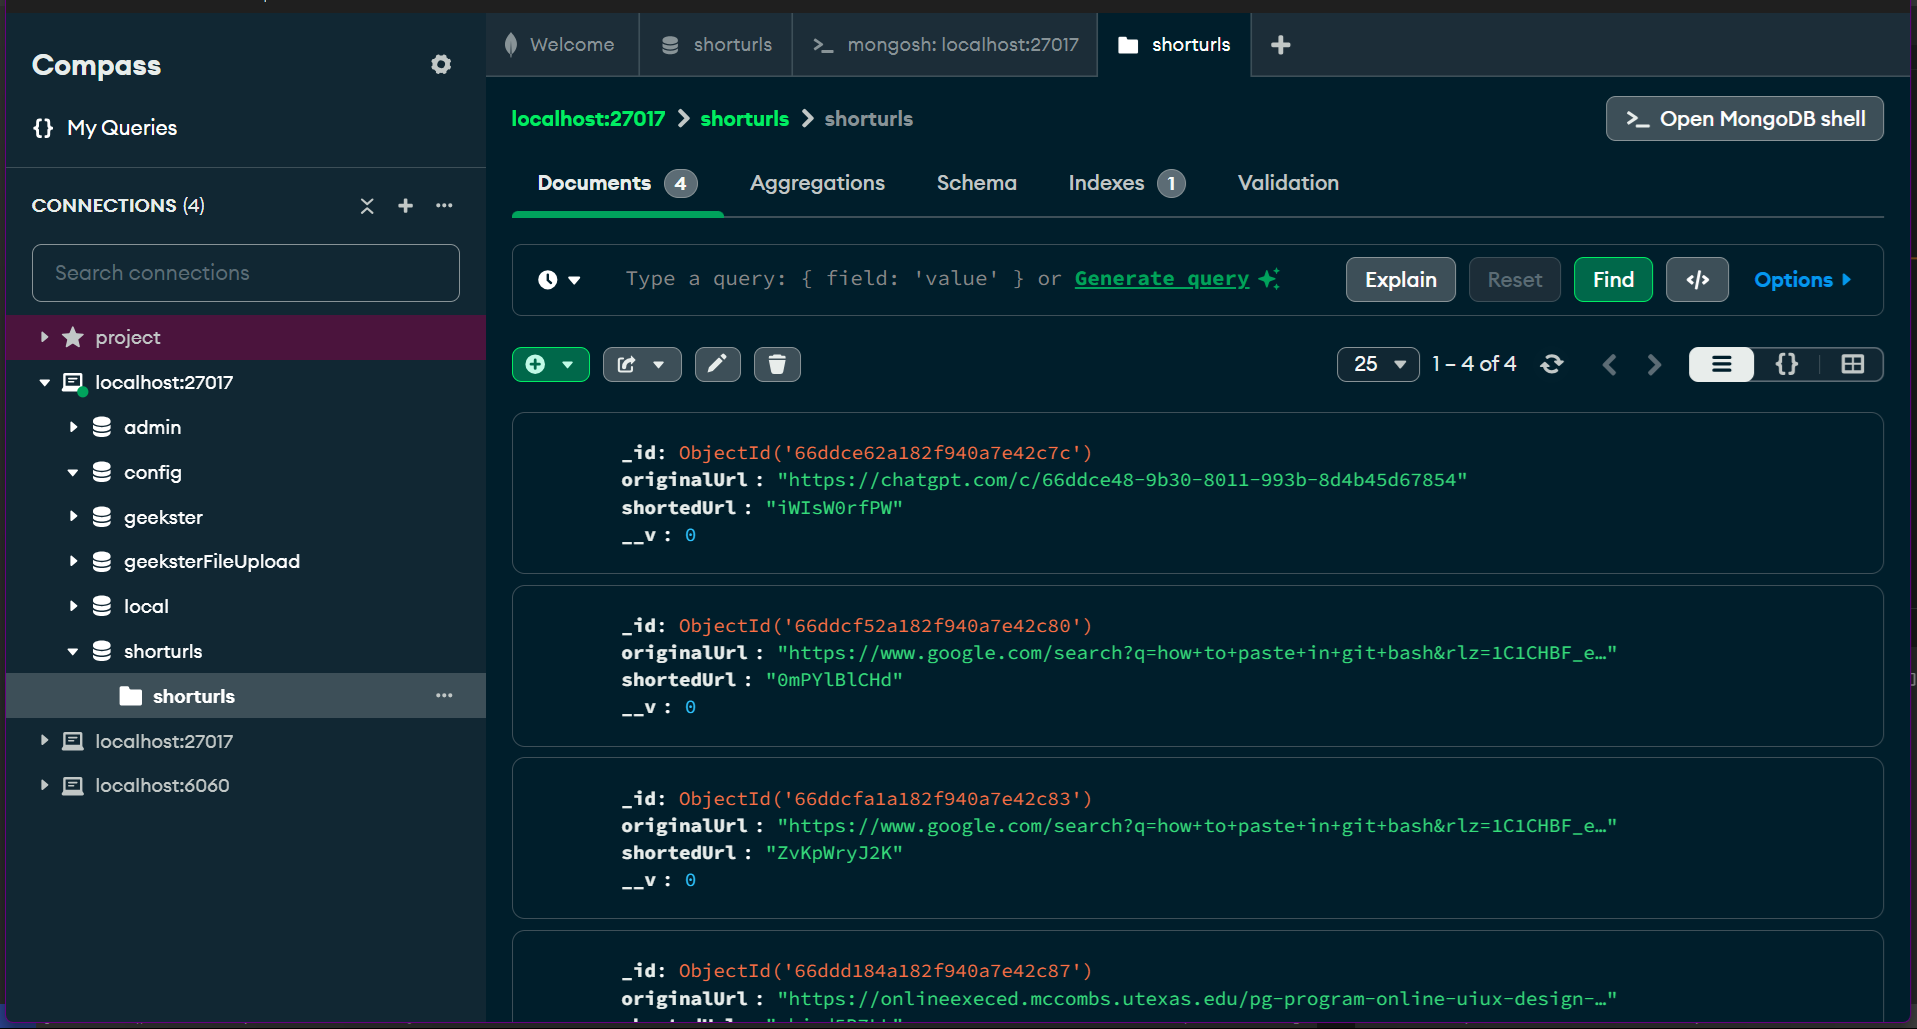 Compass
My Queries
CONNECTIONS (4)
Search connections
project
localhost:27017
admin
config
geekster
geeksterFileUpload
local
shorturls
shorturls
localhost:27017
localhost:6060
Welcome
shorturls
mongosh: localhost:27017
shorturls
localhost:27017 > shorturls > shorturls
>_ Open MongoDB shell
Documents 4 Aggregations Schema Indexes 1 Validation
Type a query: { field: 'value' } or Generate query
Explain Reset Find </> Options
25 1 – 4 of 4 {}
_id: ObjectId('66ddce62a182f940a7e42c7c')
originalUrl : "https://chatgpt.com/c/66ddce48-9b30-8011-993b-8d4b45d67854"
shortedUrl : "iWIsW0rfPW"
__v : 0
_id: ObjectId('66ddcf52a182f940a7e42c80')
originalUrl : "https://www.google.com/search?q=how+to+paste+in+git+bash&rlz=1C1CHBF_e…"
shortedUrl : "0mPYlBlCHd"
__v : 0
_id: ObjectId('66ddcfa1a182f940a7e42c83')
originalUrl : "https://www.google.com/search?q=how+to+paste+in+git+bash&rlz=1C1CHBF_e…"
shortedUrl : "ZvKpWryJ2K"
__v : 0
_id: ObjectId('66ddd184a182f940a7e42c87')
originalUrl : "https://onlineexeced.mccombs.utexas.edu/pg-program-online-uiux-design-…"